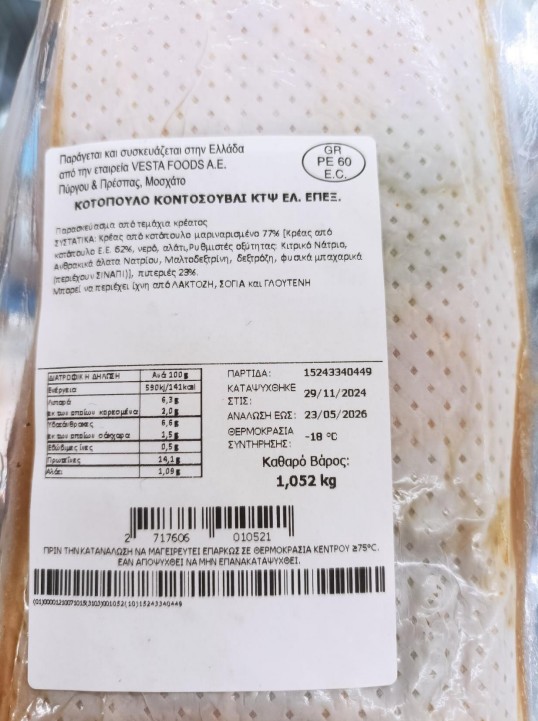 Παράγεται και συσκευάζεται στην Ελλάδα
από την εταιρεία VESTA FOODS A.E.
Πύργου & Πρέσπας, Μοσχάτο
GR
PE 60
E.C.
ΚΟΤΟΠΟΥΛΟ ΚΟΝΤΟΣΟΥΒΛΙ ΚΤΨ ΕΛ. ΕΠΕΞ.
Παρασκεύασμα από τεμάχια κρέατος
ΣΥΣΤΑΤΙΚΑ: Κρέας από κοτόπουλο μαριναρισμένο 77% [Κρέας από
κοτόπουλο Ε.Ε. 62%, νερό, αλάτι, Ρυθμιστές οξύτητας: Κιτρικό Νάτριο,
Ανθρακικά άλατα Νατρίου, Μαλτοδεξτρίνη, δεξτρόζη, φυσικά μπαχαρικά
(περιέχουν ΣΙΝΑΠΙ)], πιπεριές 23%.
Μπορεί να περιέχει ίχνη από ΛΑΚΤΟΖΗ, ΣΟΓΙΑ και ΓΛΟΥΤΕΝΗ
ΔΙΑΤΡΟΦΙΚΗ ΔΗΛΩΣΗ Ανά 100g
Ενέργεια 590kj/141kcal
Λιπαρά 6,3g
εκ των οποίων κορεσμένα 2,0g
Υδατάνθρακες 6,6g
εκ των οποίων σάκχαρα 1,5g
Εδώδιμες ίνες 0,5g
Πρωτεΐνες 14,1g
Αλάτι 1,09g
ΠΑΡΤΙΔΑ: 15243340449
ΚΑΤΑΨΥΧΘΗΚΕ
ΣΤΙΣ: 29/11/2024
ΑΝΑΛΩΣΗ ΕΩΣ: 23/05/2026
ΘΕΡΜΟΚΡΑΣΙΑ
ΣΥΝΤΗΡΗΣΗΣ: -18 °C
Καθαρό Βάρος:
1,052 kg
2 717606 010521
ΠΡΙΝ ΤΗΝ ΚΑΤΑΝΑΛΩΣΗ ΝΑ ΜΑΓΕΙΡΕΥΤΕΙ ΕΠΑΡΚΩΣ ΣΕ ΘΕΡΜΟΚΡΑΣΙΑ ΚΕΝΤΡΟΥ ≥75°C.
ΕΑΝ ΑΠΟΨΥΧΘΕΙ ΝΑ ΜΗΝ ΕΠΑΝΑΚΑΤΑΨΥΧΘΕΙ.